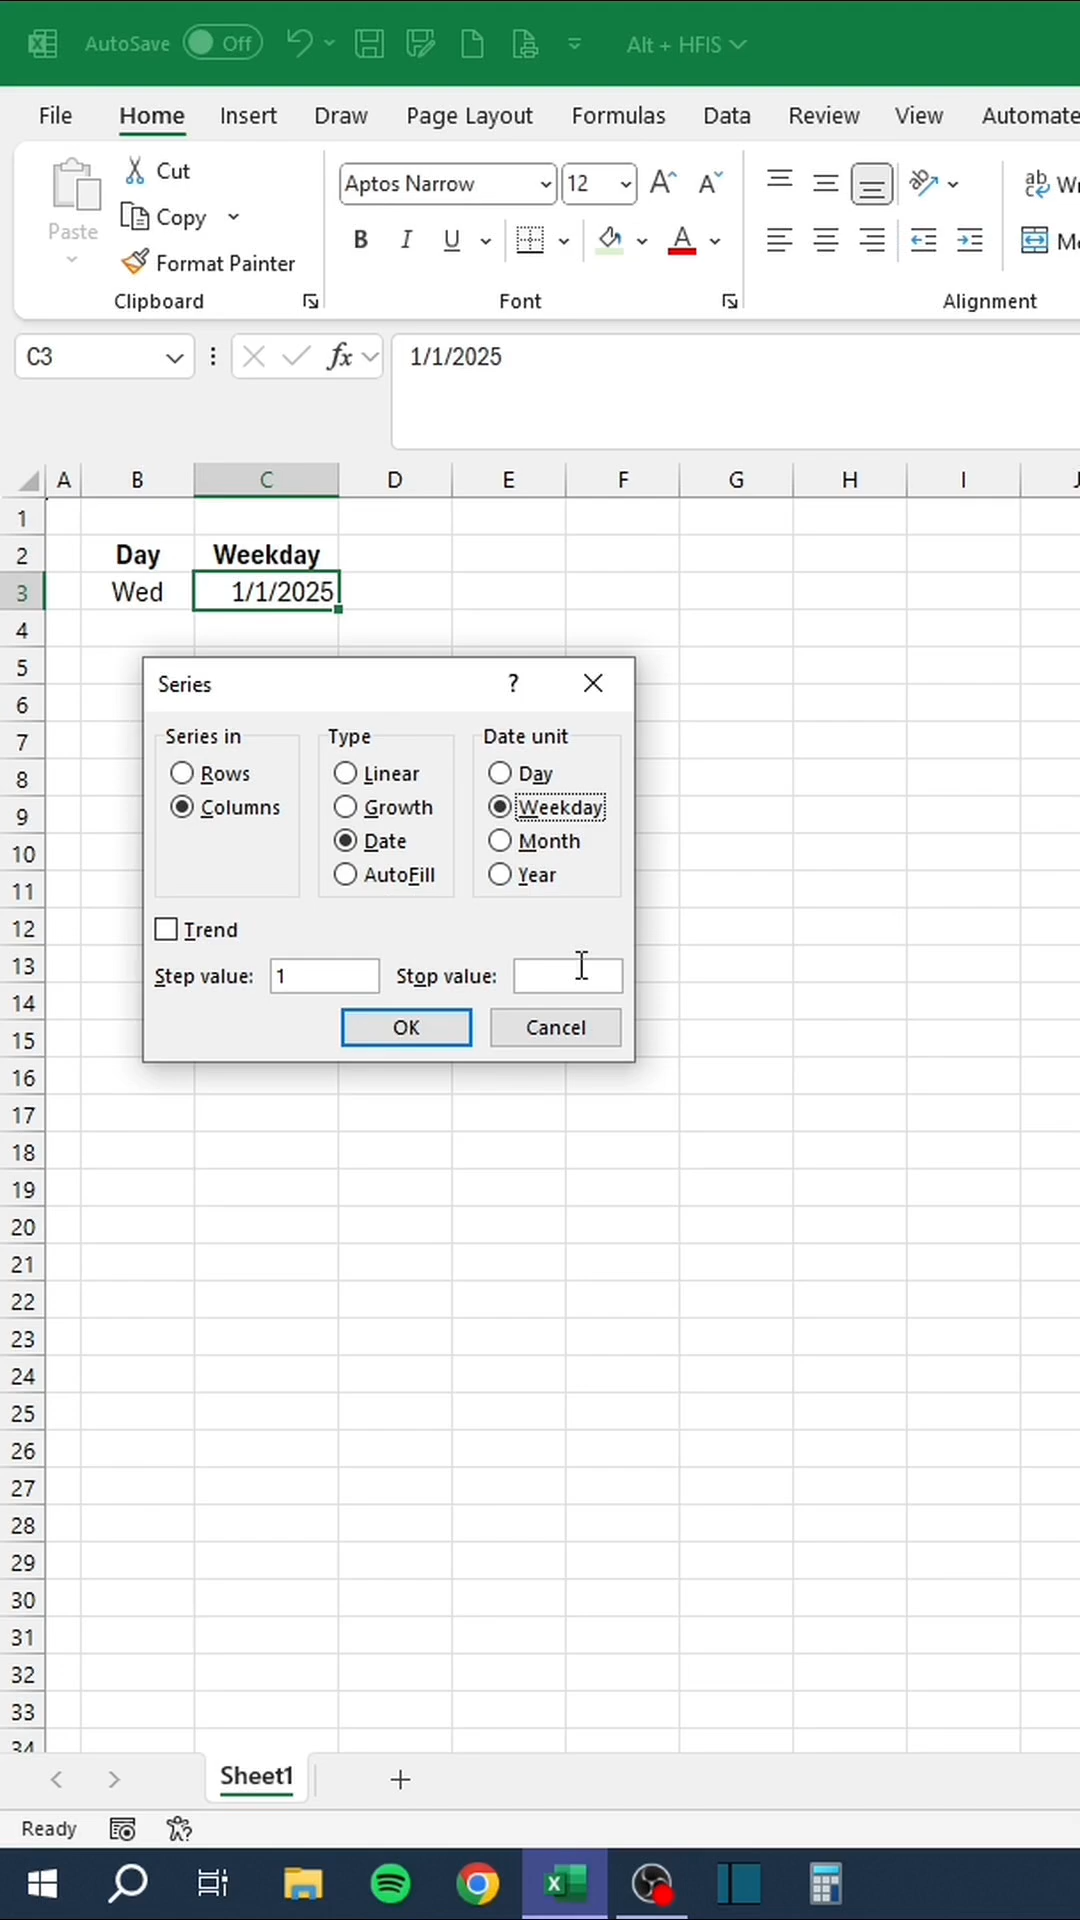 AutoSave Off Alt + HFIS
File Home Insert Draw Page Layout Formulas Data Review View Automate
Paste
Cut
Copy
Format Painter
Clipboard
Aptos Narrow 12 A A
B I U A
Font
ab
c
Wr
Me
Alignment
C3 fx 1/1/2025
A B C D E F G H I J
1
2 Day Weekday
3 Wed 1/1/2025
4
5
6
7
8
9
10
11
12
13
14
15
16
17
18
19
20
21
22
23
24
25
26
27
28
29
30
31
32
33
34
Series ?
Series in
Rows
Columns
Type
Linear
Growth
Date
AutoFill
Date unit
Day
Weekday
Month
Year
Trend
Step value: 1 Stop value:
OK Cancel
Sheet1
Ready